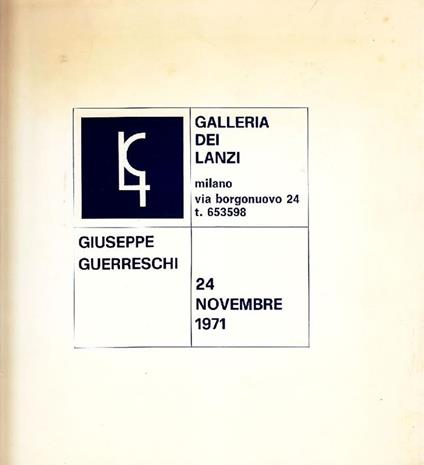 GALLERIA
DEI
LANZI
milano
via borgonuovo 24
t. 653598
GIUSEPPE
GUERRESCHI
24
NOVEMBRE
1971